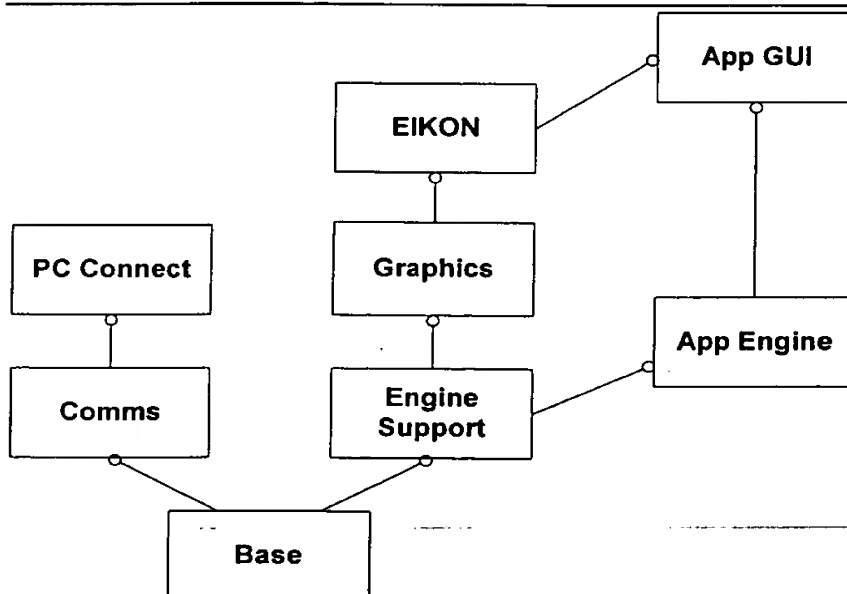 App GUI
EIKON
PC Connect
Graphics
App Engine
Comms
Engine
Support
Base